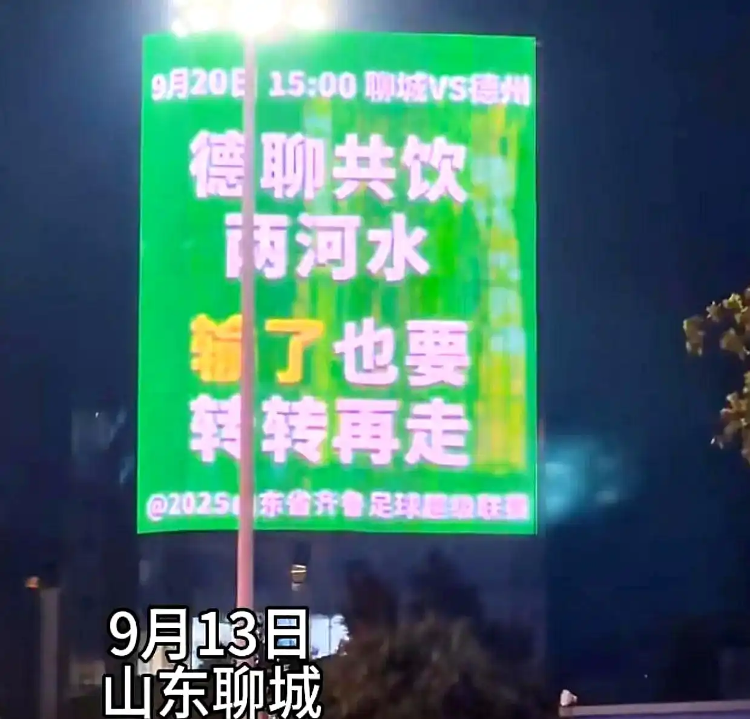 9月20日 15:00 聊城VS德州
德聊共饮
两河水
输了也要
转转再走
@2025山东省齐鲁足球超级联赛
9月13日
山东聊城